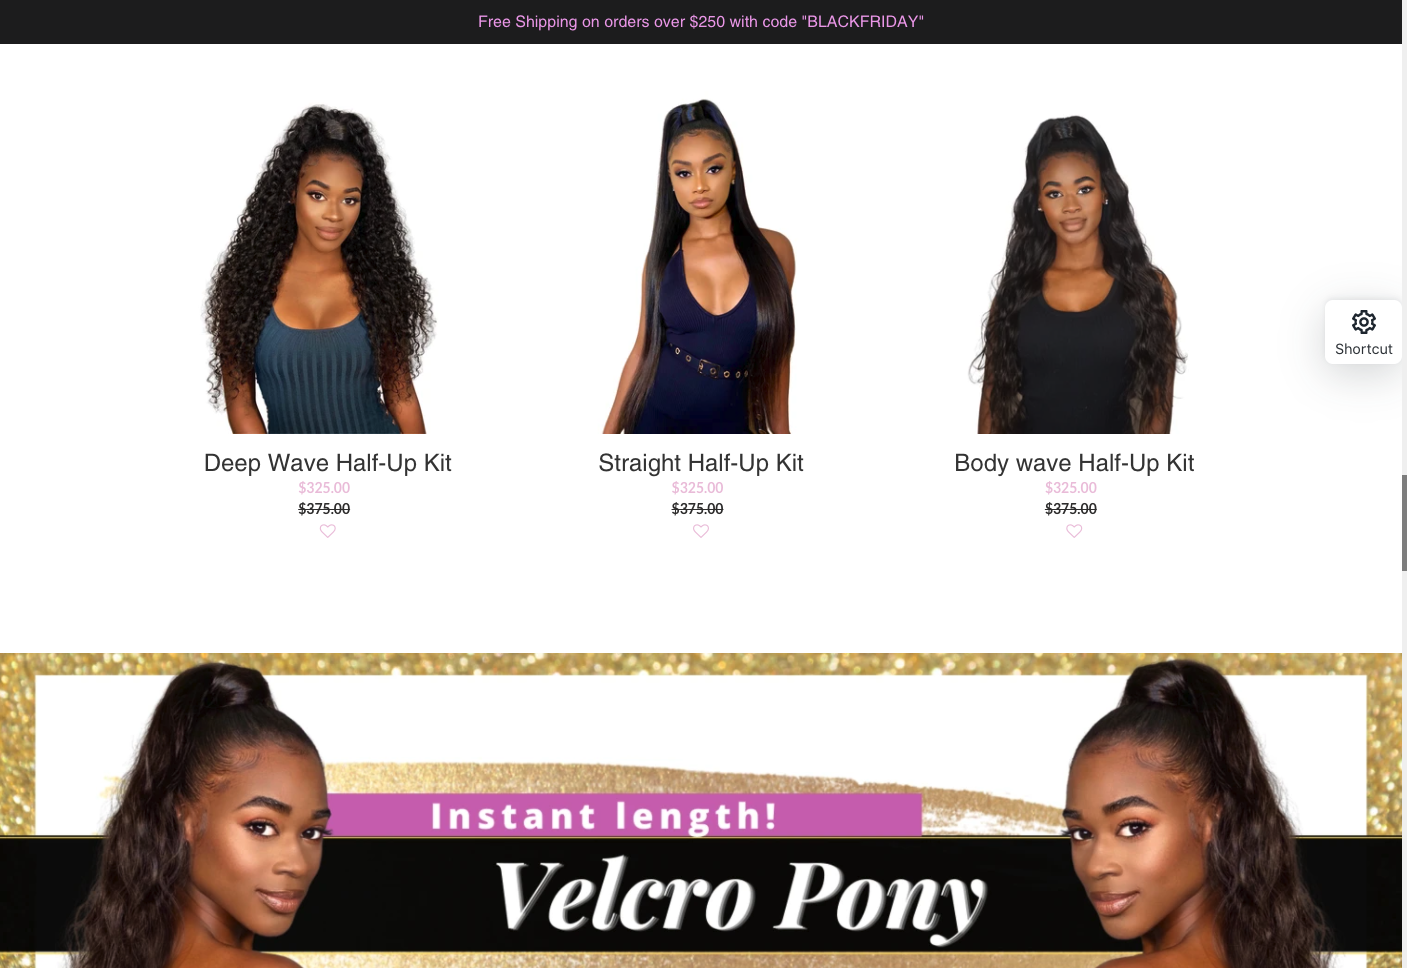 Free Shipping on orders over $250 with code "BLACKFRIDAY"
Shortcut
Deep Wave Half-Up Kit
$325.00
$375.00
Straight Half-Up Kit
$325.00
$375.00
Body wave Half-Up Kit
$325.00
$375.00
Instant length!
Velcro Pony